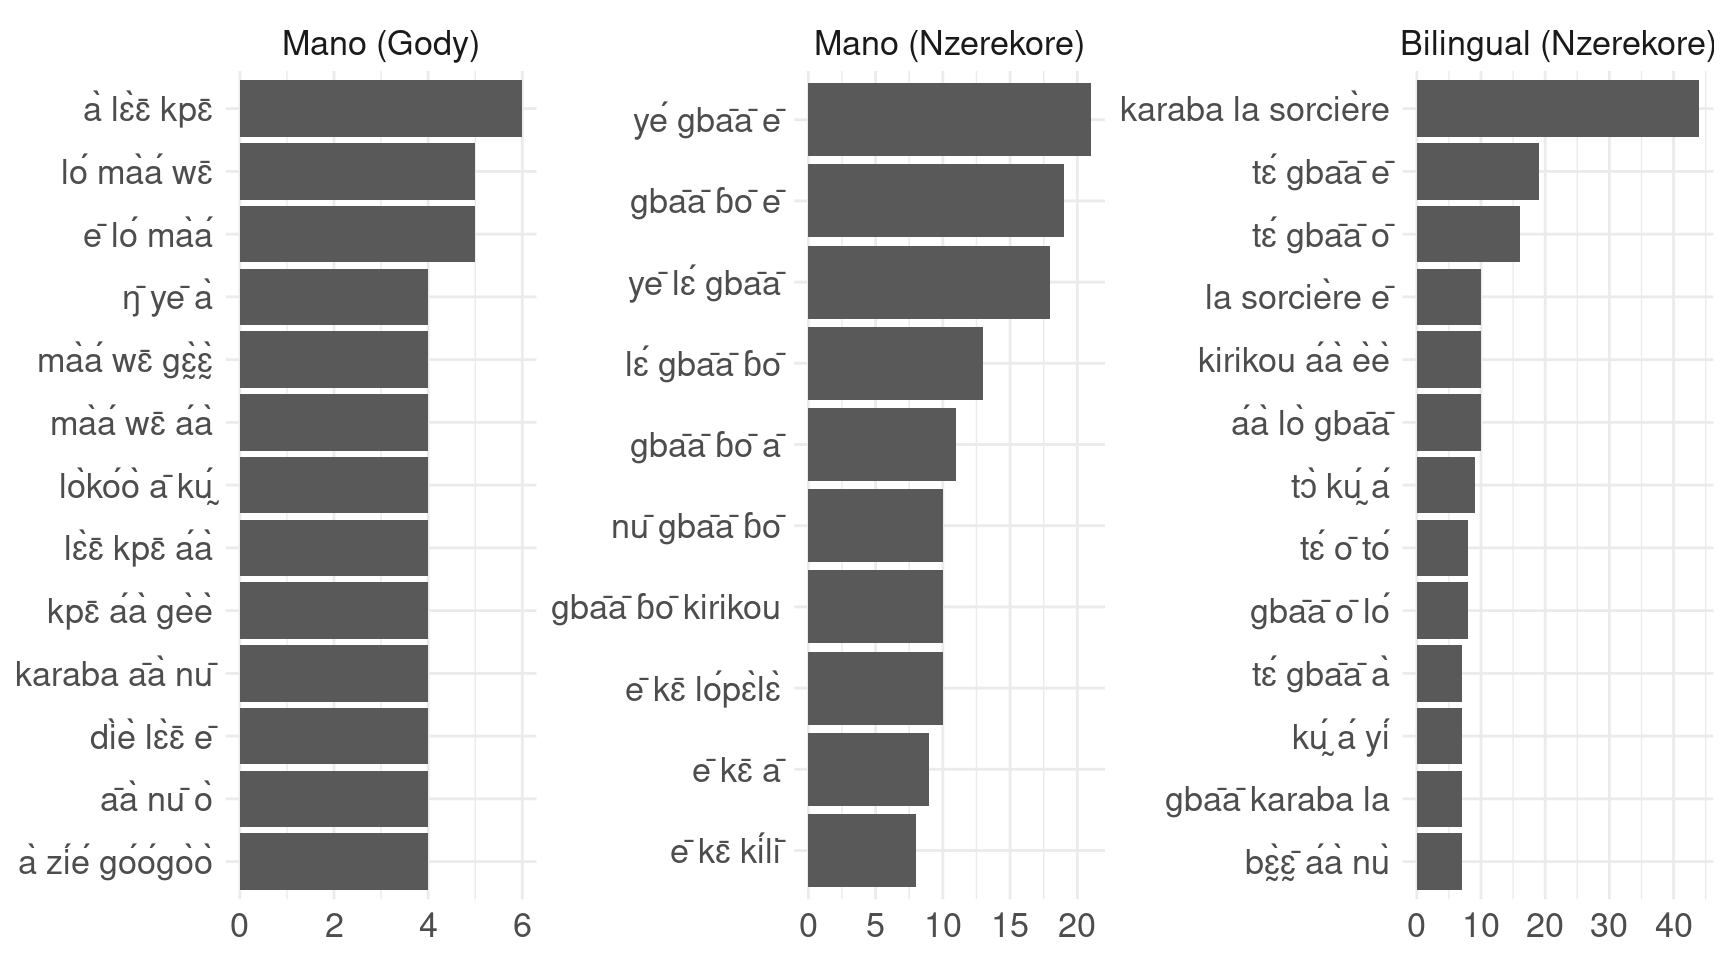 Mano (Gody)
à lɛ̀ɛ̄ kpɛ̄
ló màá wɛ̄
ē ló màá
ŋ̄ yē à
màá wɛ̄ gɛ̰̀ɛ̰̀
màá wɛ̄ áà
lòkóò ā kṵ́
lɛ̀ɛ̄ kpɛ̄ áà
kpɛ̄ áà gèè
karaba āà nū
dìè lɛ̀ɛ̄ ē
āà nū ò
à zíé góógòò
0 2 4 6
Mano (Nzerekore)
yé gbāā ē
gbāā ɓō ē
yē lɛ́ gbāā
lɛ́ gbāā ɓō
gbāā ɓō ā
nū gbāā ɓō
gbāā ɓō kirikou
ē kɛ̄ lópɛ̀lɛ̀
ē kɛ̄ ā
ē kɛ̄ kílī
0 5 10 15 20
Bilingual (Nzerekore)
karaba la sorcière
tɛ́ gbāā ē
tɛ́ gbāā ō
la sorcière ē
kirikou áà èè
áà lò gbāā
tɔ̀ kṵ́ á
tɛ́ ō tó
gbāā ō ló
tɛ́ gbāā à
kṵ́ á yí
gbāā karaba la
bɛ̰̀ɛ̰̄ áà nù
0 10 20 30 40